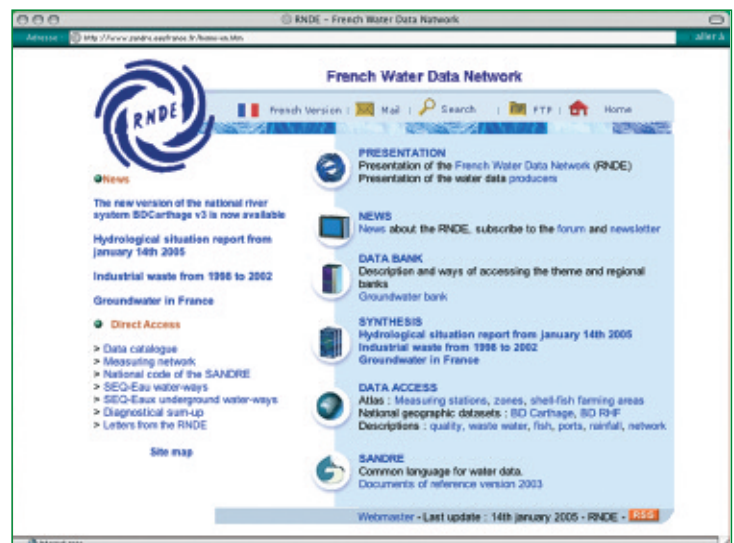 RNDE - French Water Data Network
Adresse : http://www.sandre.eaufrance.fr/home-en.htm
aller à
RNDE
French Water Data Network
French Version | Mail | Search | FTP | Home
News
The new version of the national river
system BDCarthage v3 is now available
Hydrological situation report from
january 14th 2005
Industrial waste from 1998 to 2002
Groundwater in France
Direct Access
> Data catalogue
> Measuring network
> National code of the SANDRE
> SEQ-Eau water-ways
> SEQ-Eaux underground water-ways
> Diagnostical sum-up
> Letters from the RNDE
Site map
PRESENTATION
Presentation of the French Water Data Network (RNDE)
Presentation of the water data producers
NEWS
News about the RNDE, subscribe to the forum and newsletter
DATA BANK
Description and ways of accessing the theme and regional
banks
Groundwater bank
SYNTHESIS
Hydrological situation report from january 14th 2005
Industrial waste from 1998 to 2002
Groundwater in France
DATA ACCESS
Atlas : Measuring stations, zones, shell-fish farming areas
National geographic datasets : BD Carthage, BD RHF
Descriptions : quality, waste water, fish, ports, rainfall, network
SANDRE
Common language for water data.
Documents of reference version 2003
Webmaster - Last update : 14th january 2005 - RNDE - RSS